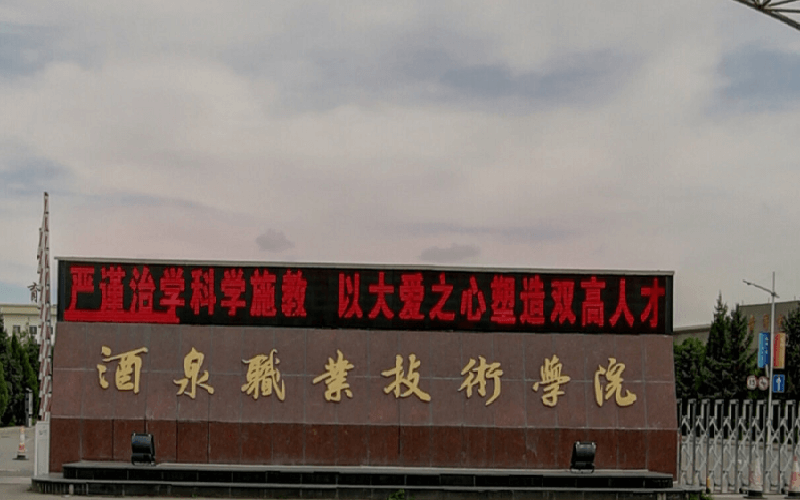 严谨治学科学施教 以大爱之心塑造双高人才
酒泉職業技術學院